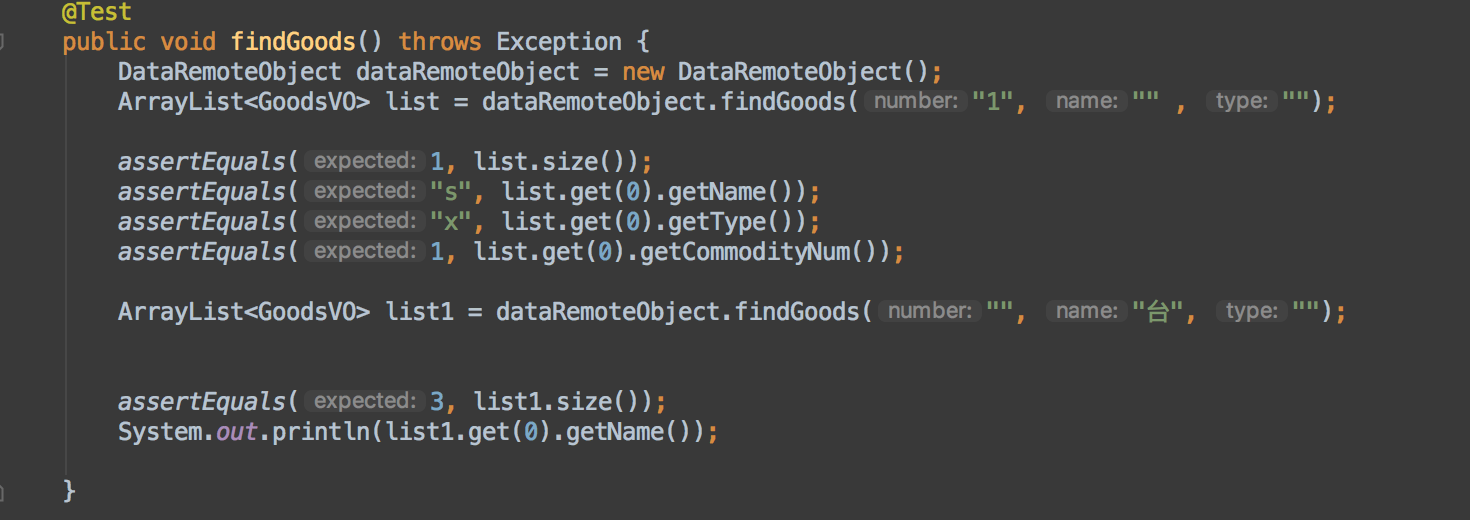 @Test
public void findGoods() throws Exception {
DataRemoteObject dataRemoteObject = new DataRemoteObject();
ArrayList<GoodsVO> list = dataRemoteObject.findGoods( number: "1", name: "" , type: "");
assertEquals( expected: 1, list.size());
assertEquals( expected: "s", list.get(0).getName());
assertEquals( expected: "x", list.get(0).getType());
assertEquals( expected: 1, list.get(0).getCommodityNum());
ArrayList<GoodsVO> list1 = dataRemoteObject.findGoods( number: "", name: "台", type: "");
assertEquals( expected: 3, list1.size());
System.out.println(list1.get(0).getName());
}